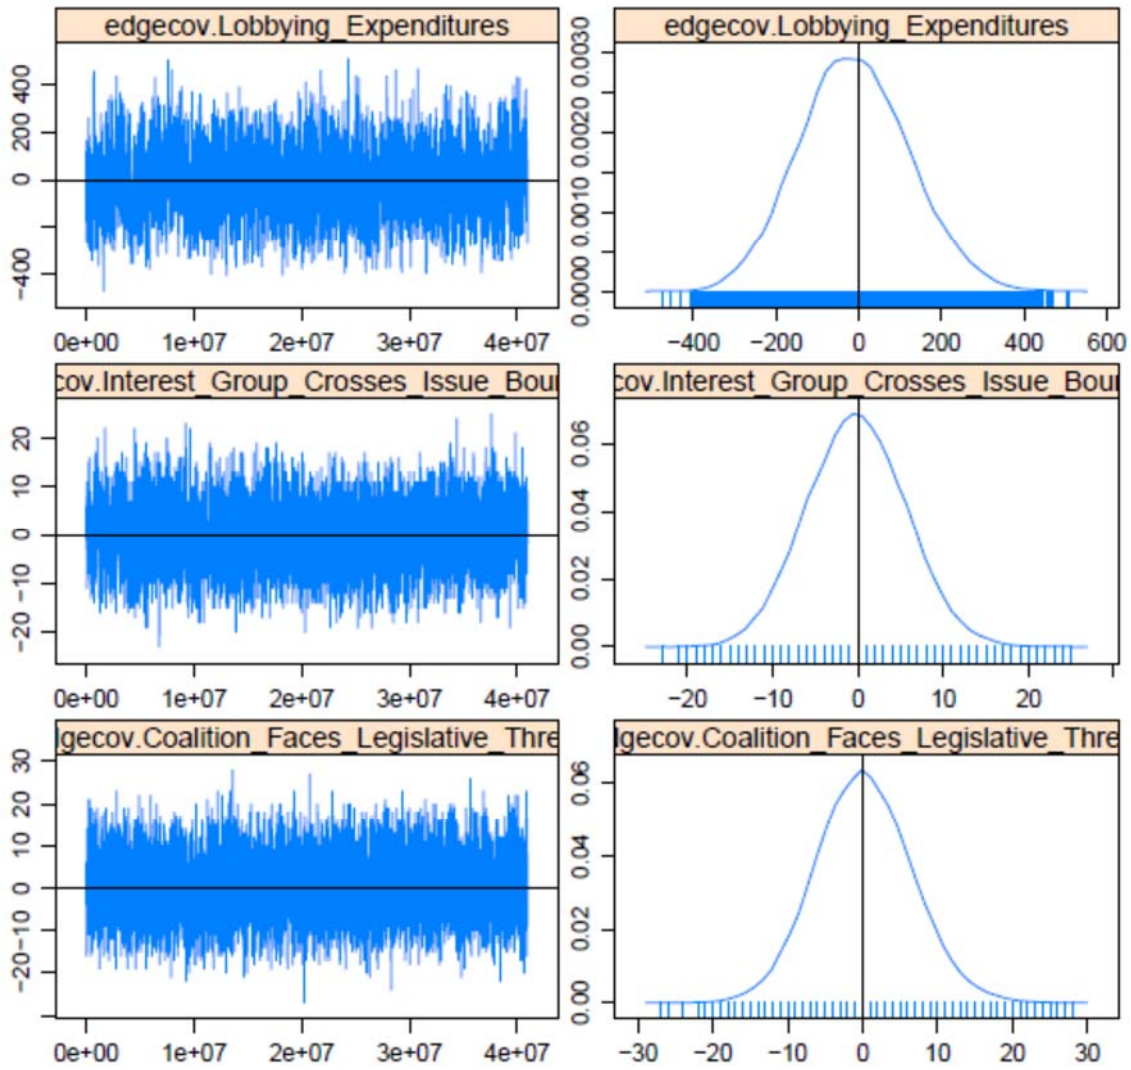 edgecov.Lobbying_Expenditures
400
200
0
−400
0e+00 1e+07 2e+07 3e+07 4e+07
edgecov.Lobbying_Expenditures
0.0030
0.0020
0.0010
0.0000
−400 −200 0 200 400 600
cov.Interest_Group_Crosses_Issue_Bour
20
10
0
−10
−20
0e+00 1e+07 2e+07 3e+07 4e+07
cov.Interest_Group_Crosses_Issue_Bour
0.06
0.04
0.02
0.00
−20 −10 0 10 20
lgecov.Coalition_Faces_Legislative_Thre
30
20
10
0
−10
−20
0e+00 1e+07 2e+07 3e+07 4e+07
lgecov.Coalition_Faces_Legislative_Thre
0.06
0.04
0.02
0.00
−30 −20 −10 0 10 20 30